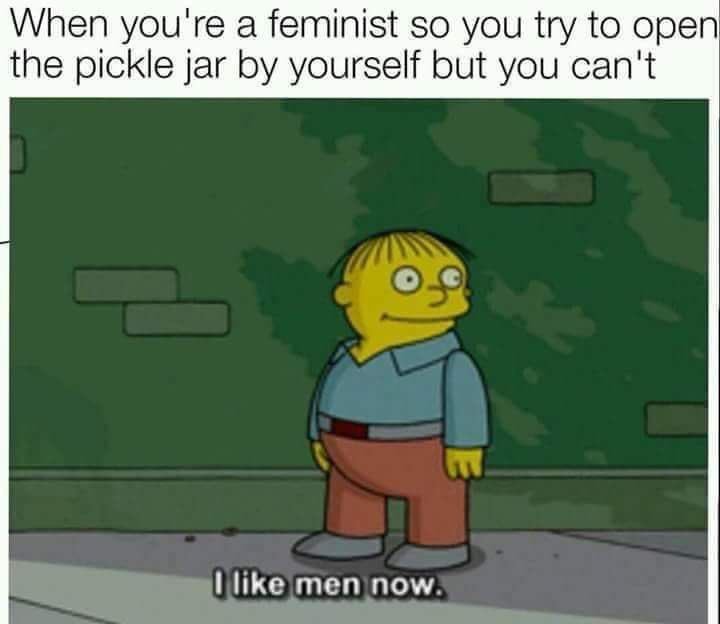 When you're a feminist so you try to open
the pickle jar by yourself but you can't
I like men now.